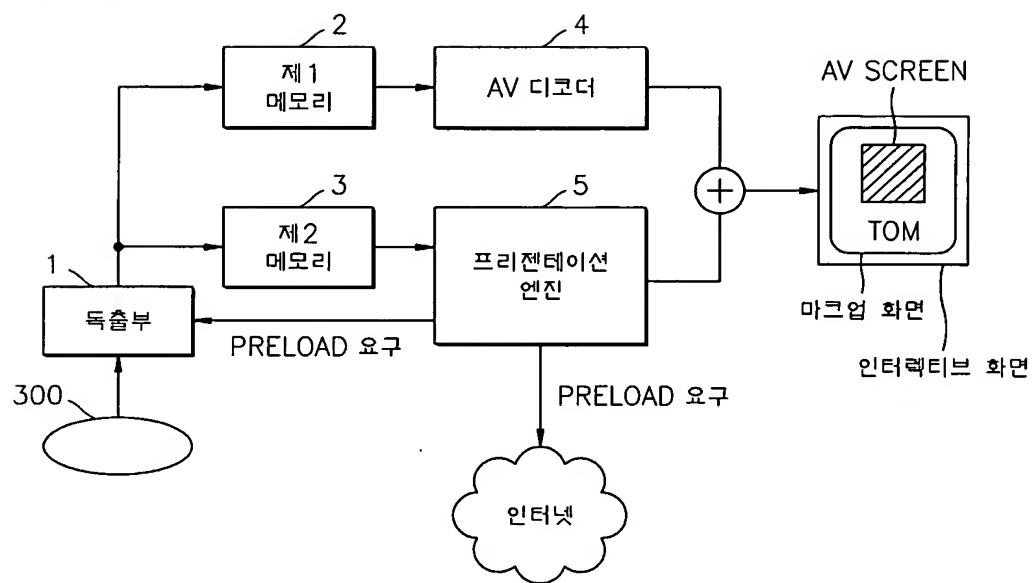 2
제1
메모리
4
AV 디코더
AV SCREEN
TOM
마크업 화면
인터렉티브 화면
3
제2
메모리
5
프리젠테이션
엔진
1
독출부
PRELOAD 요구
300
PRELOAD 요구
인터넷